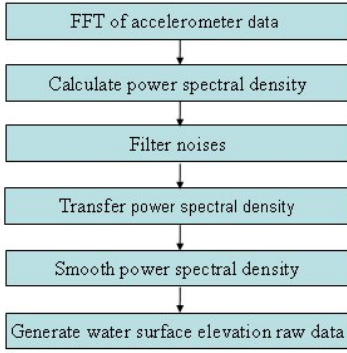 FFT of accelerometer data
Calculate power spectral density
Filter noises
Transfer power spectral density
Smooth power spectral density
Generate water surface elevation raw data